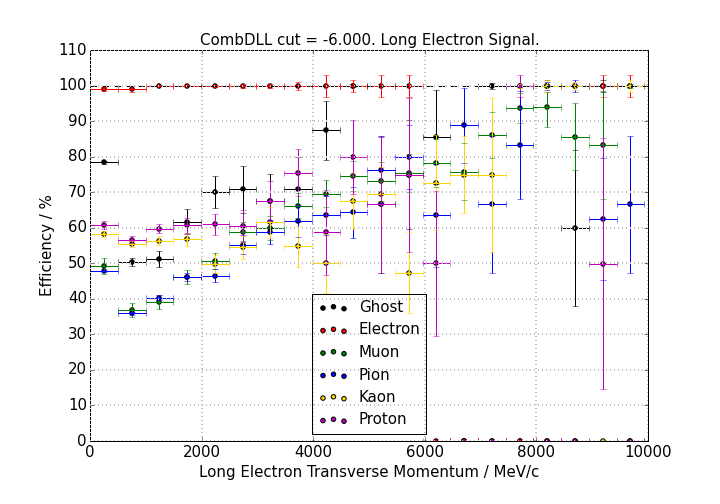 CombDLL cut = -6.000. Long Electron Signal.
110
100
90
80
70
60
50
40
30
20
10
0
Efficiency / %
Ghost
Electron
Muon
Pion
Kaon
Proton
0 2000 4000 6000 8000 10000
Long Electron Transverse Momentum / MeV/c